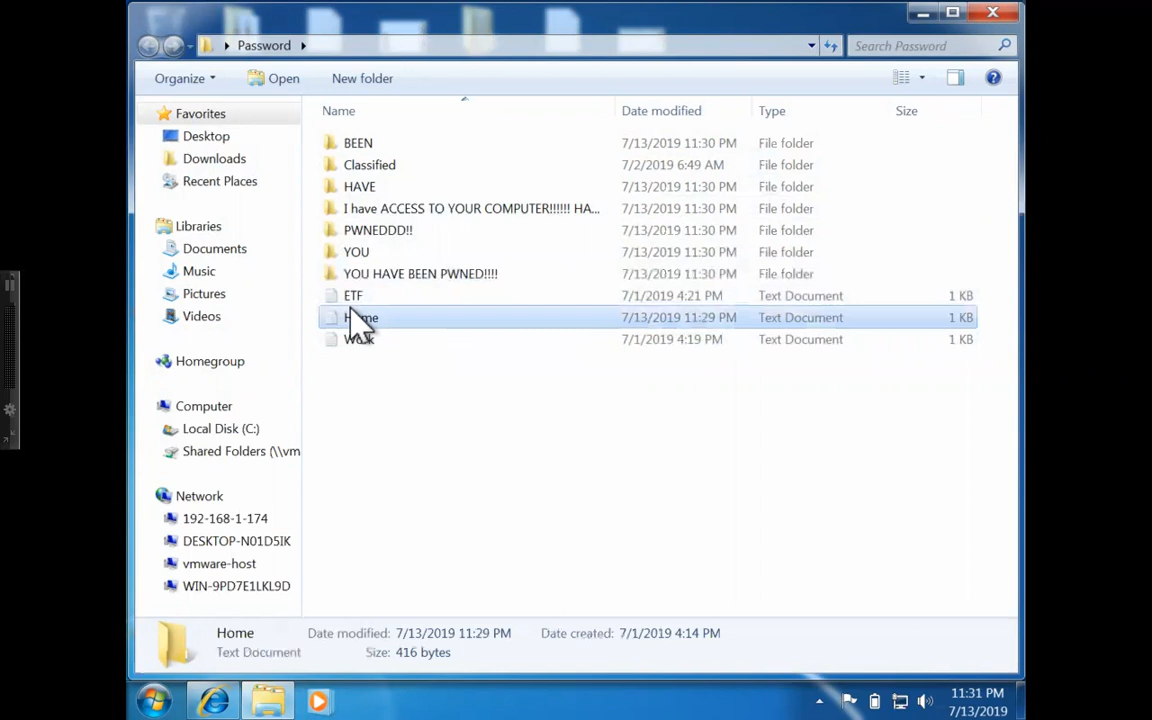 Password
Search Password
Organize
Open
New folder
Name
Date modified
Type
Size
Favorites
Desktop
Downloads
Recent Places
Libraries
Documents
Music
Pictures
Videos
Homegroup
Computer
Local Disk (C:)
Shared Folders (\\vm
Network
192-168-1-174
DESKTOP-N01D5IK
vmware-host
WIN-9PD7E1LKL9D
BEEN 7/13/2019 11:30 PM File folder
Classified 7/2/2019 6:49 AM File folder
HAVE 7/13/2019 11:30 PM File folder
I have ACCESS TO YOUR COMPUTER!!!!!! HA... 7/13/2019 11:30 PM File folder
PWNEDDD!! 7/13/2019 11:30 PM File folder
YOU 7/13/2019 11:30 PM File folder
YOU HAVE BEEN PWNED!!!! 7/13/2019 11:30 PM File folder
ETF 7/1/2019 4:21 PM Text Document 1 KB
Home 7/13/2019 11:29 PM Text Document 1 KB
Work 7/1/2019 4:19 PM Text Document 1 KB
Home Date modified: 7/13/2019 11:29 PM Date created: 7/1/2019 4:14 PM
Text Document Size: 416 bytes
11:31 PM
7/13/2019